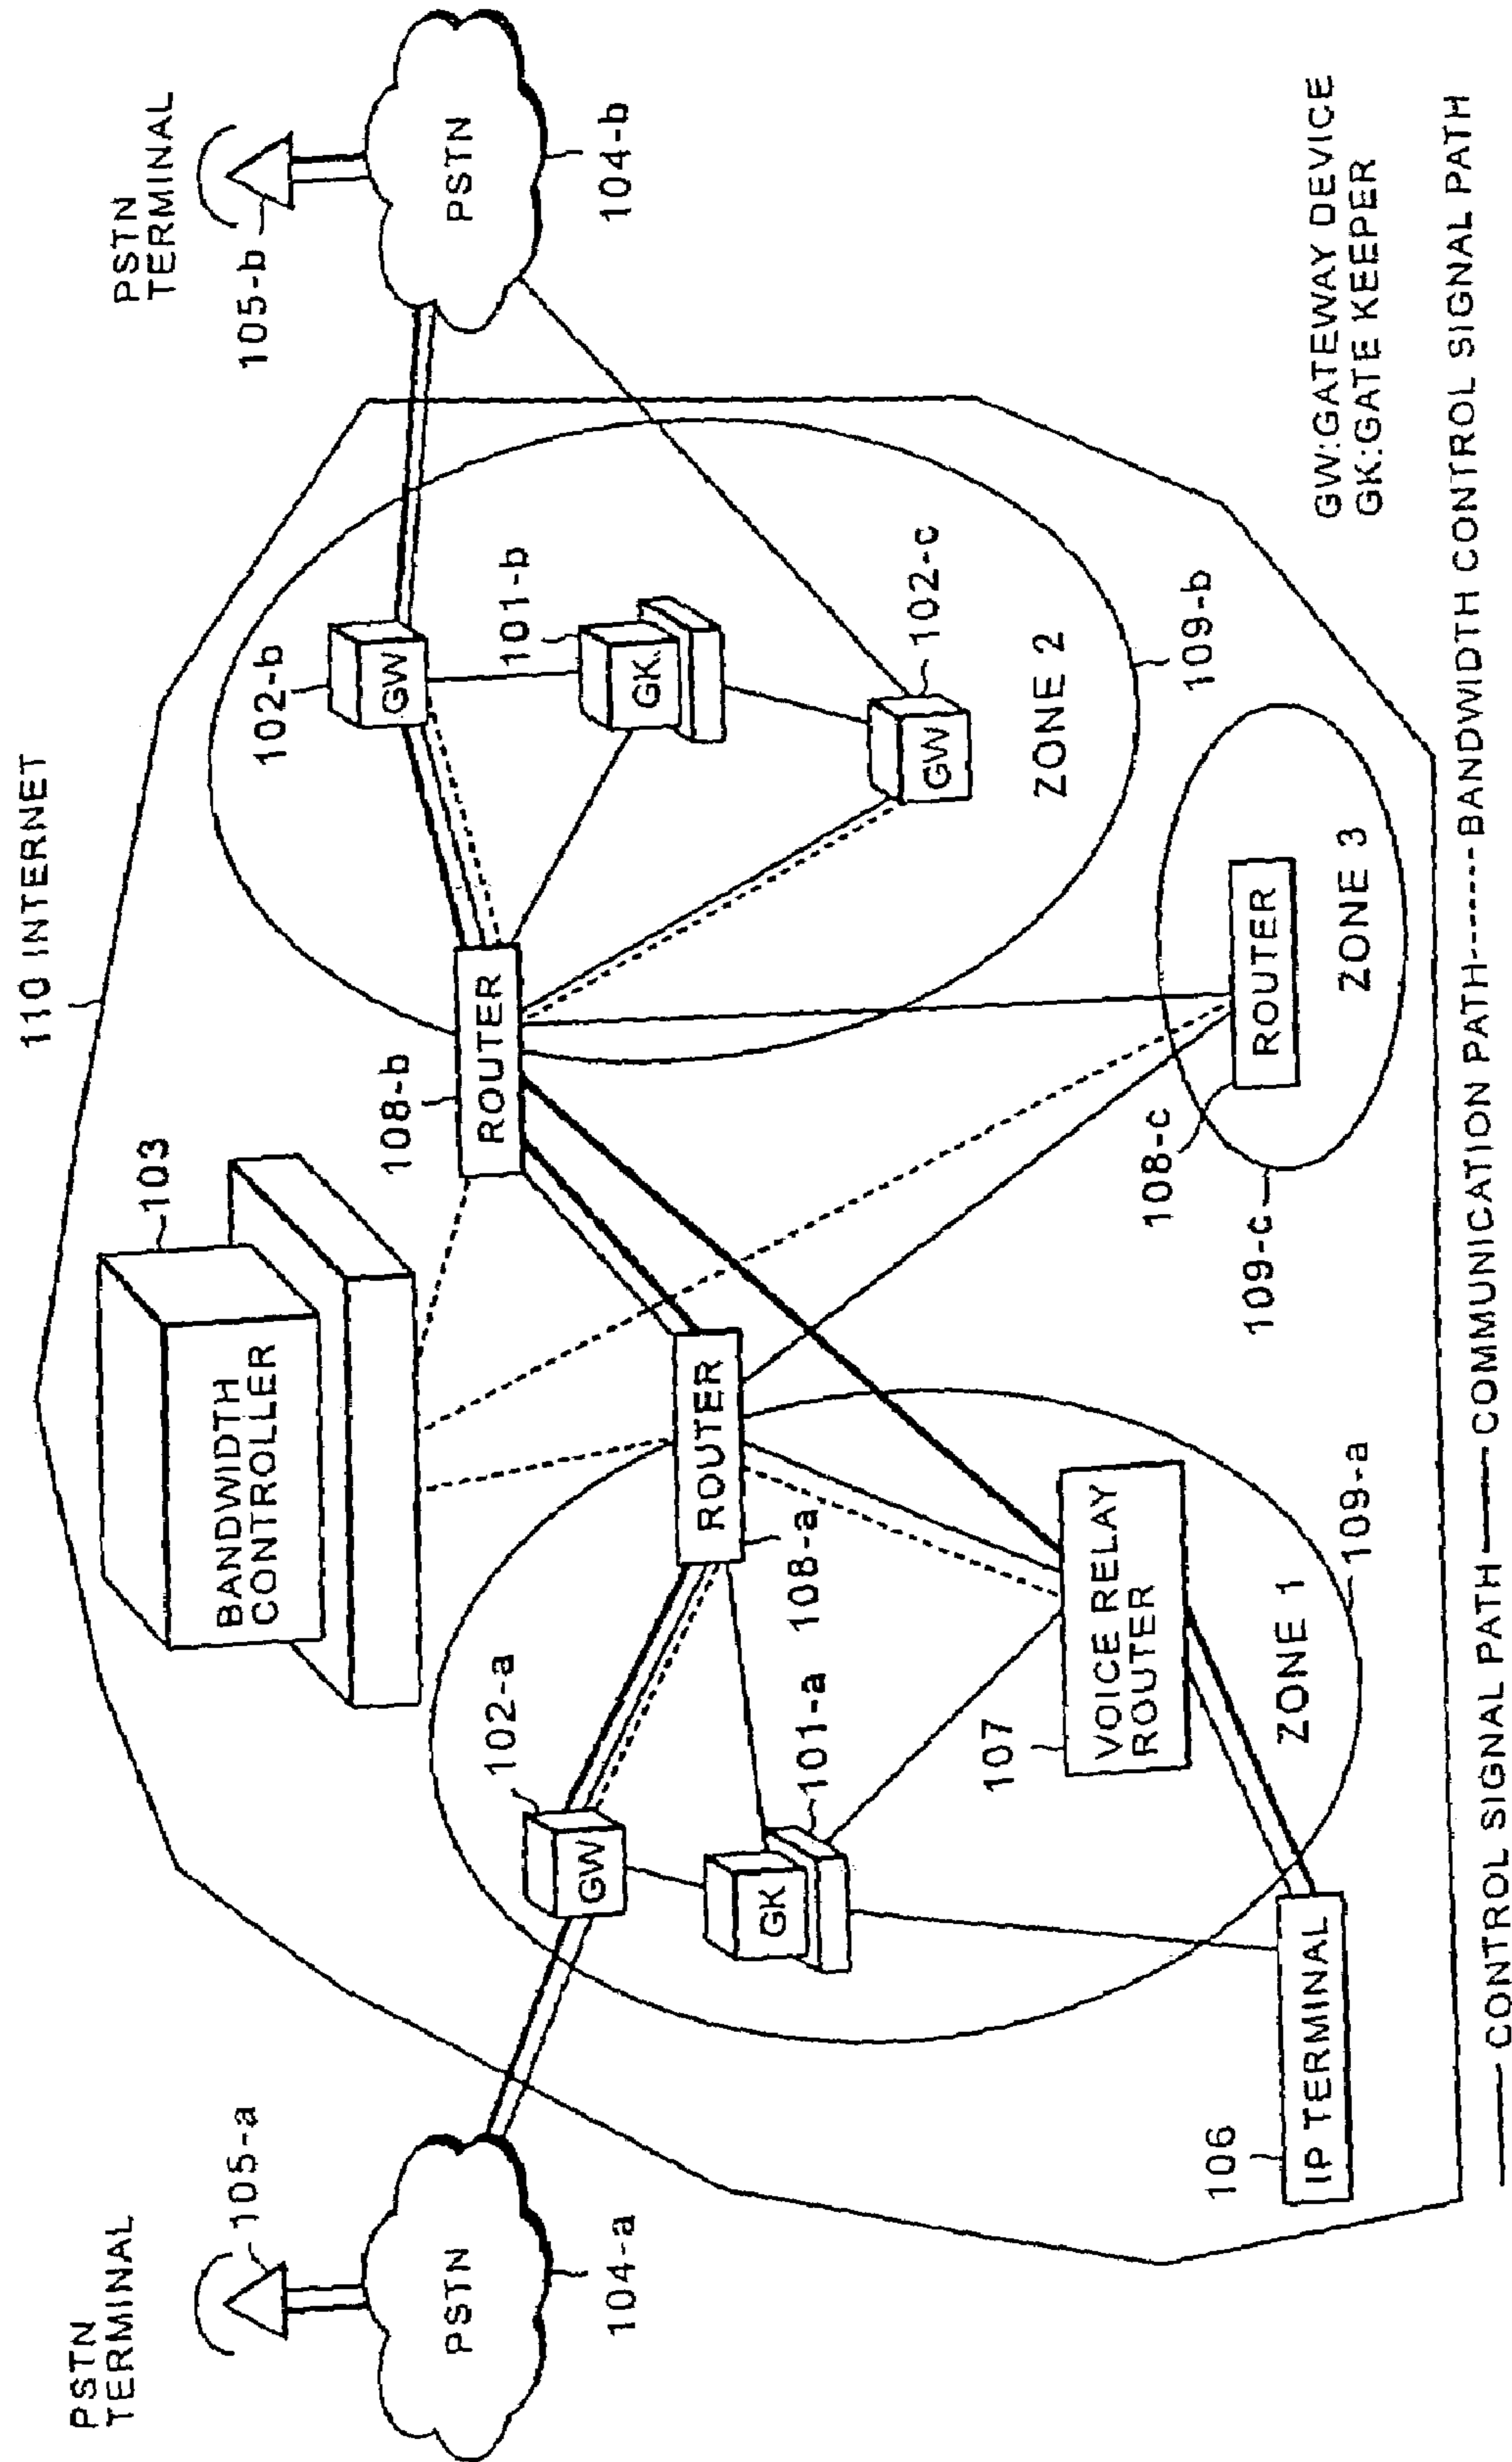 110 INTERNET
PSTN
TERMINAL
105-a
PSTN
104-a
PSTN
TERMINAL
105-b
PSTN
104-b
103
BANDWIDTH
CONTROLLER
108-b
ROUTER
102-b
GW
101-b
GK
102-c
GW
ZONE 2
109-b
102-a
GW
101-a
GK
ROUTER
108-a
107
VOICE RELAY
ROUTER
ZONE 1
109-a
106
IP TERMINAL
108-c
ROUTER
ZONE 3
109-c
GW:GATEWAY DEVICE
GK:GATE KEEPER
CONTROL SIGNAL PATH COMMUNICATION PATH BANDWIDTH CONTROL SIGNAL PATH